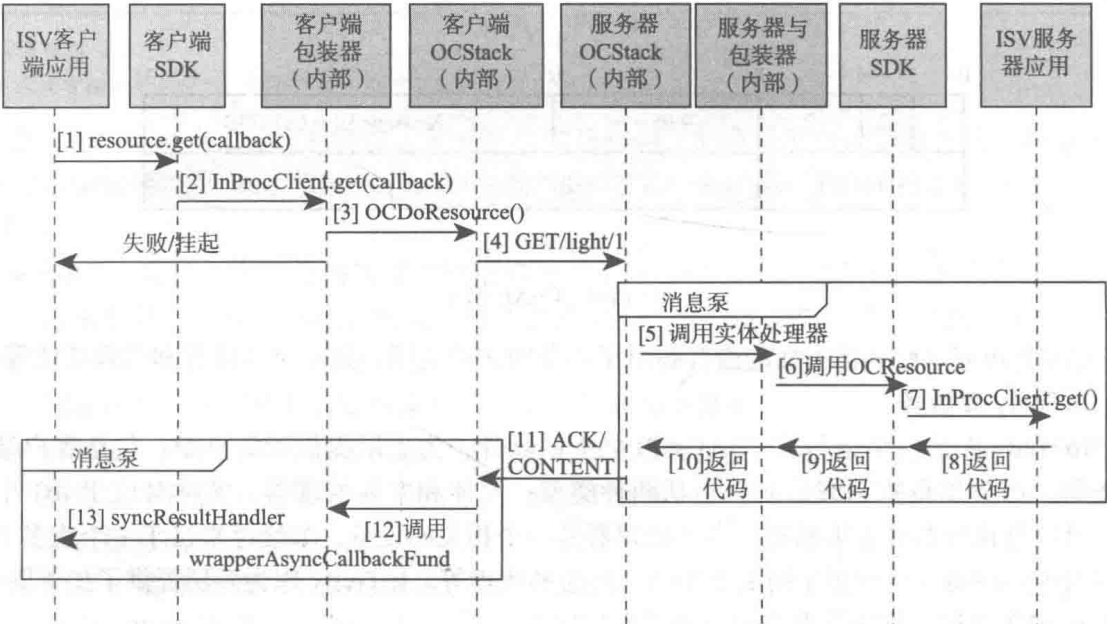 ISV客户
端应用
客户端
SDK
客户端
包装器
（内部）
客户端
OCStack
（内部）
服务器
OCStack
（内部）
服务器与
包装器
（内部）
服务器
SDK
ISV服务
器应用
[1] resource.get(callback)
[2] InProcClient.get(callback)
[3] OCDoResource()
失败/挂起
[4] GET/light/1
消息泵
[5] 调用实体处理器
[6]调用OCResource
[7] InProcClient.get()
[8]返回
代码
[9]返回
代码
[10]返回
代码
[11] ACK/
CONTENT
消息泵
[12]调用
[13] syncResultHandler
WrapperAsyncCallbackFund